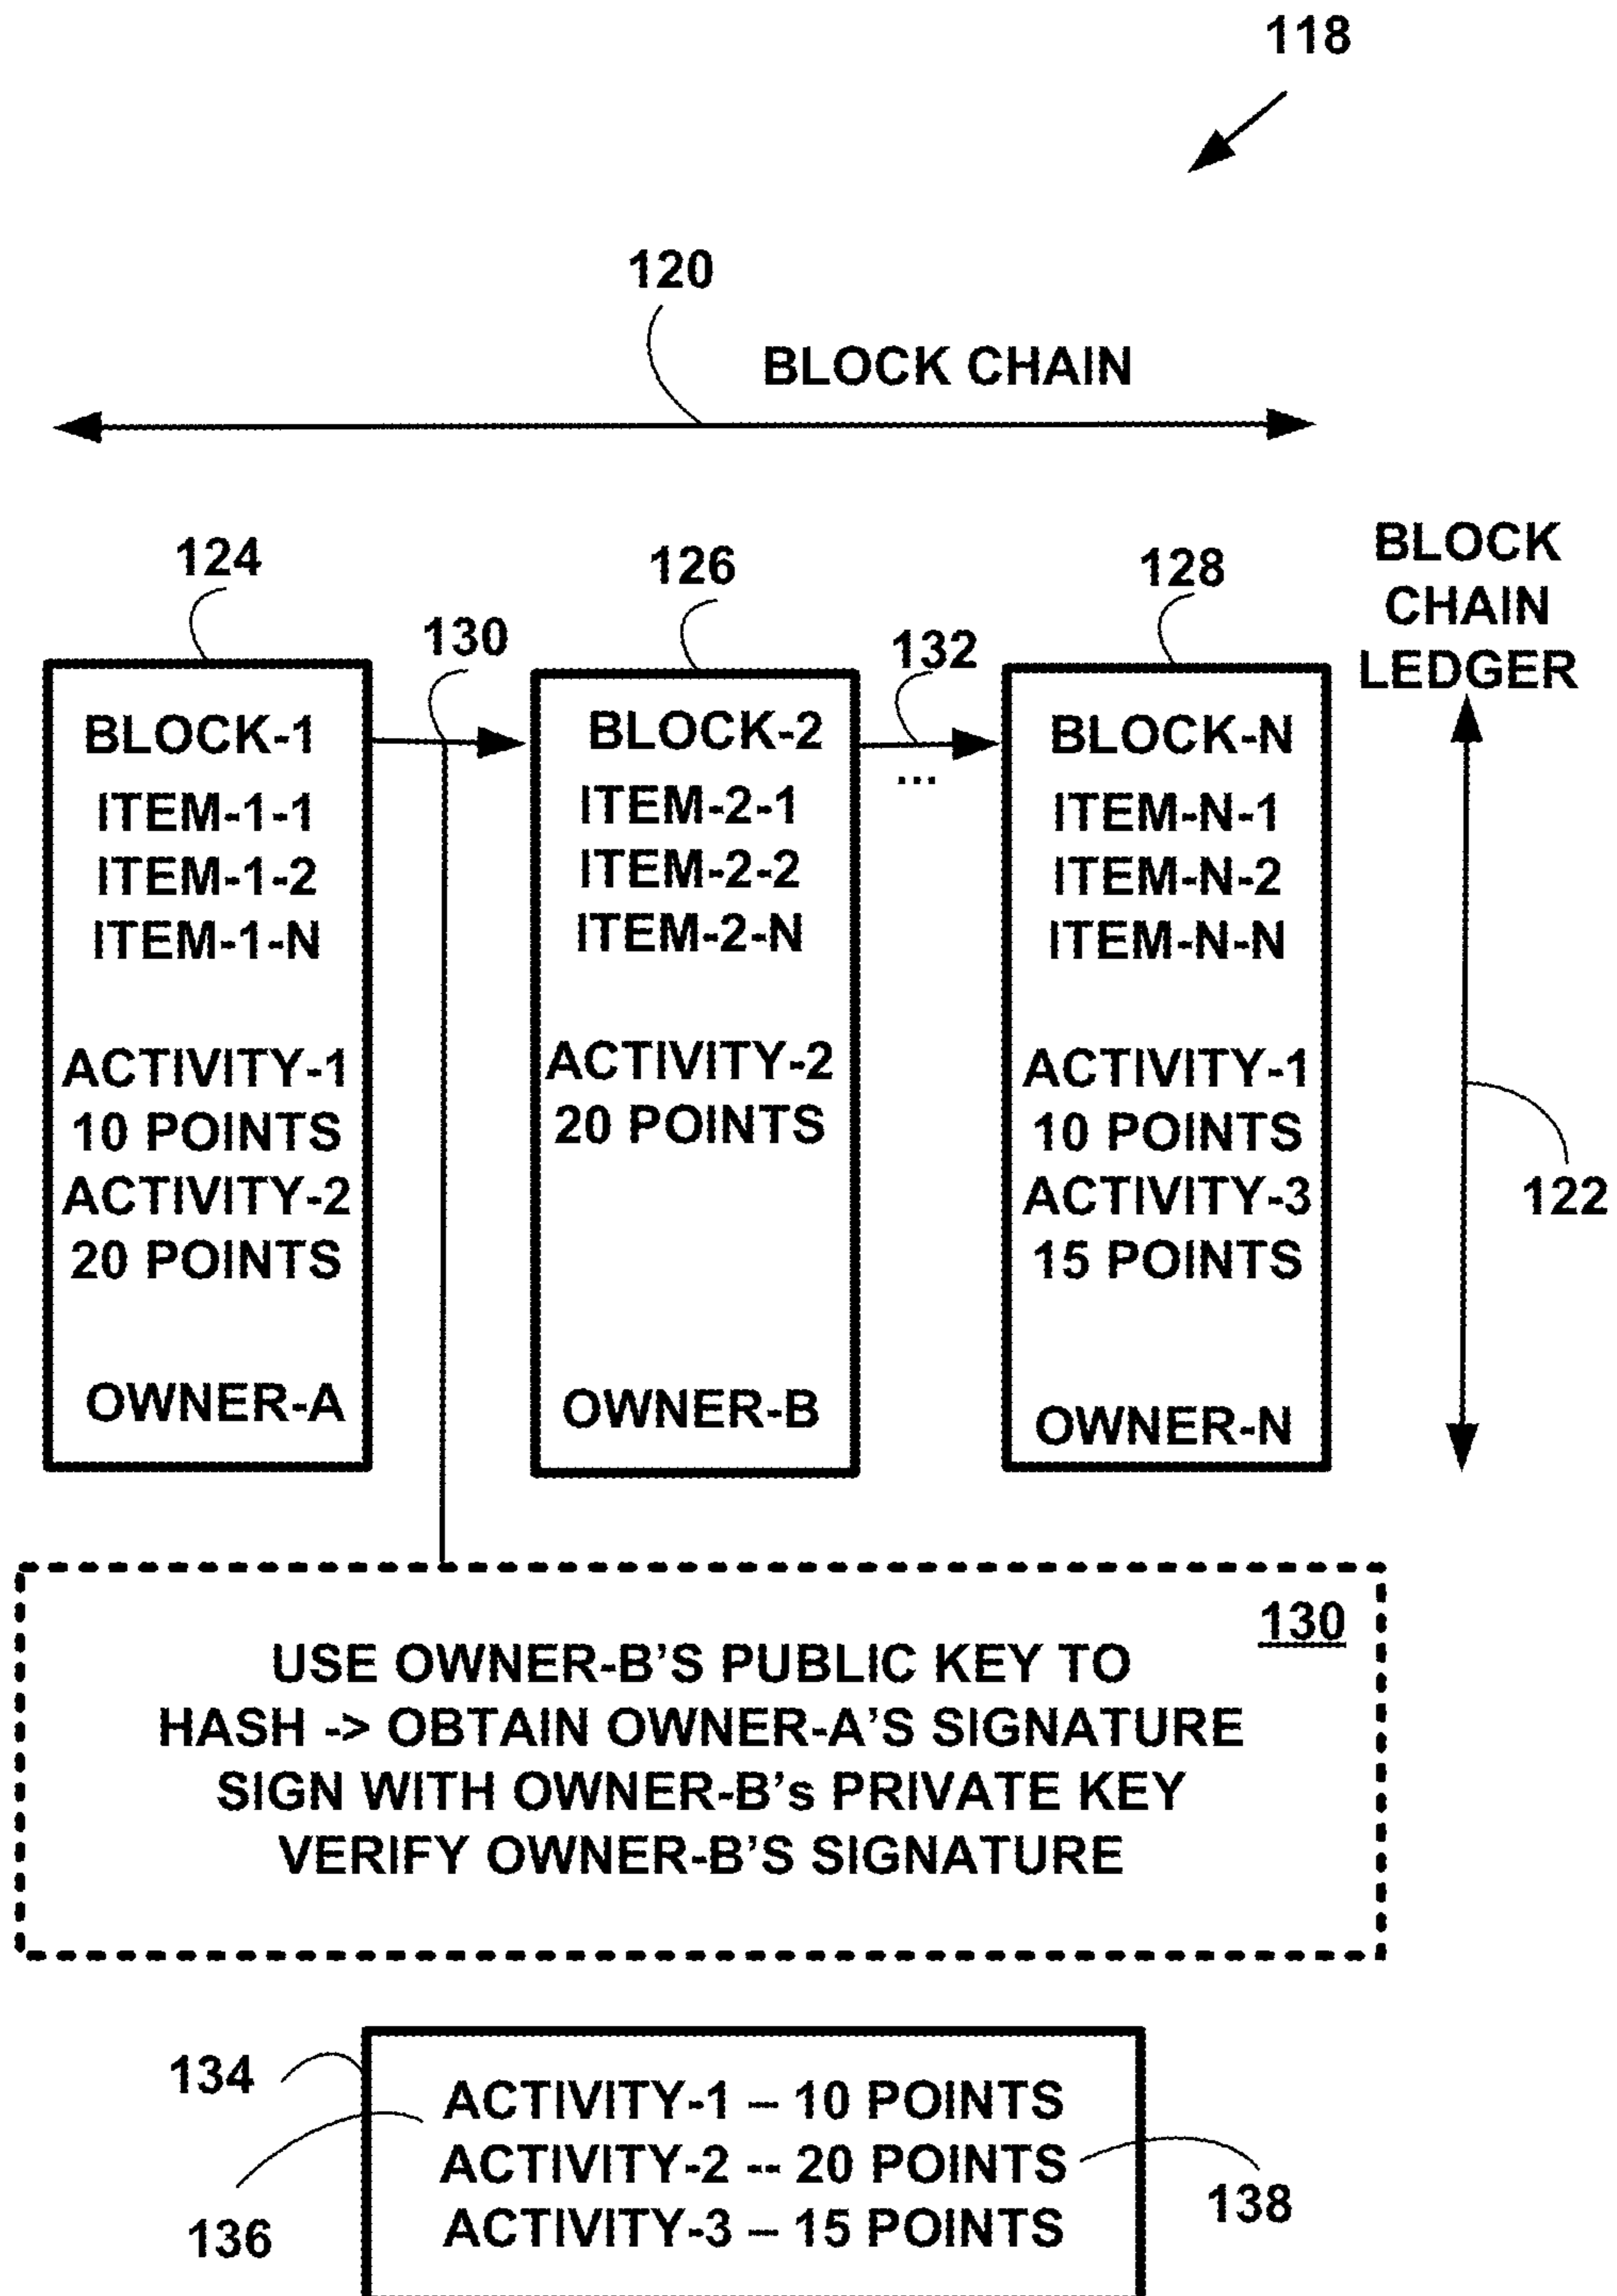 118
120
BLOCK CHAIN
BLOCK
CHAIN
LEDGER
122
124
130
126
132
128
BLOCK-1
ITEM-1-1
ITEM-1-2
ITEM-1-N
ACTIVITY-1
10 POINTS
ACTIVITY-2
20 POINTS
OWNER-A
BLOCK-2
ITEM-2-1
ITEM-2-2
ITEM-2-N
ACTIVITY-2
20 POINTS
OWNER-B
...
BLOCK-N
ITEM-N-1
ITEM-N-2
ITEM-N-N
ACTIVITY-1
10 POINTS
ACTIVITY-3
15 POINTS
OWNER-N
130
USE OWNER-B’S PUBLIC KEY TO
HASH -> OBTAIN OWNER-A’S SIGNATURE
SIGN WITH OWNER-B’s PRIVATE KEY
VERIFY OWNER-B’S SIGNATURE
134
136
ACTIVITY-1 – 10 POINTS
ACTIVITY-2 -- 20 POINTS
ACTIVITY-3 – 15 POINTS
138